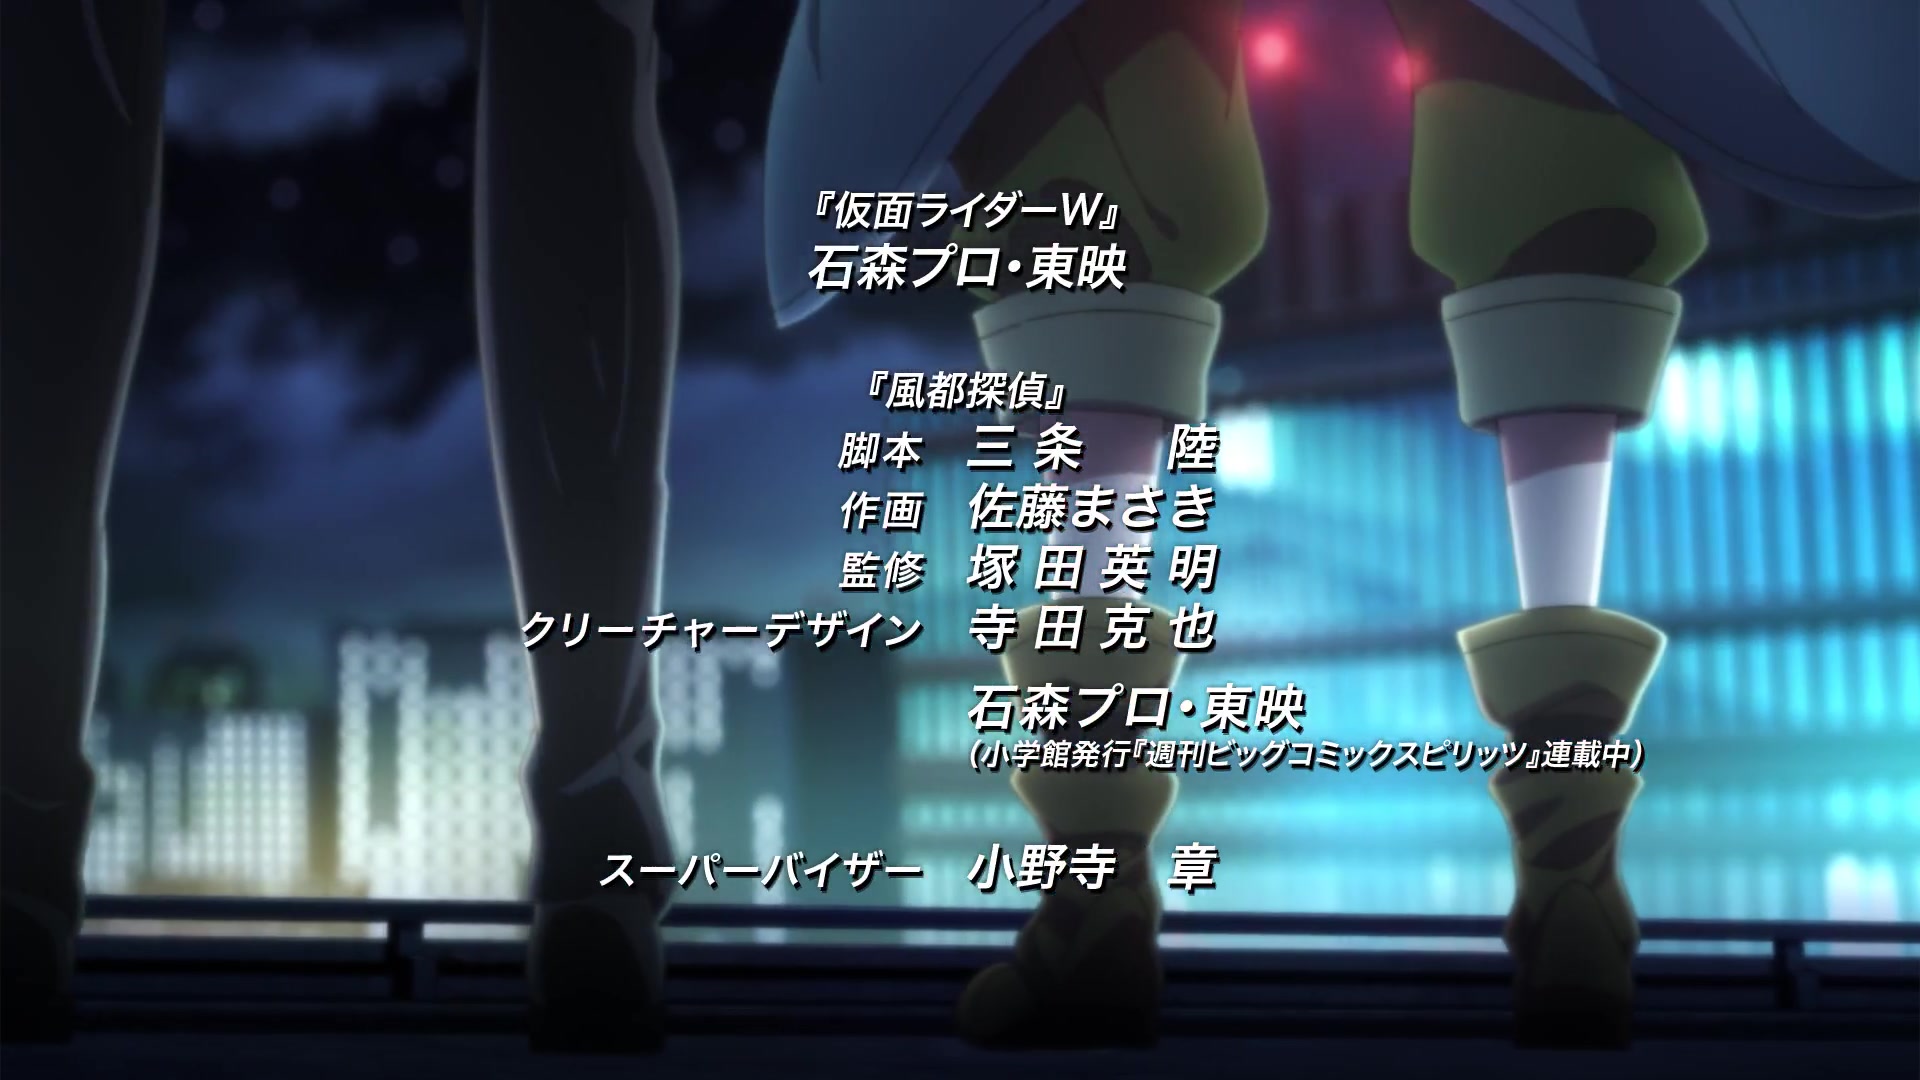 『仮面ライダーW』
石森プロ・東映
『風都探偵』
脚本 三条 陸
作画 佐藤まさき
監修 塚田英明
クリーチャーデザイン 寺田克也
石森プロ・東映
(小学館発行『週刊ビッグコミックスピリッツ』連載中)
スーパーバイザー 小野寺 章